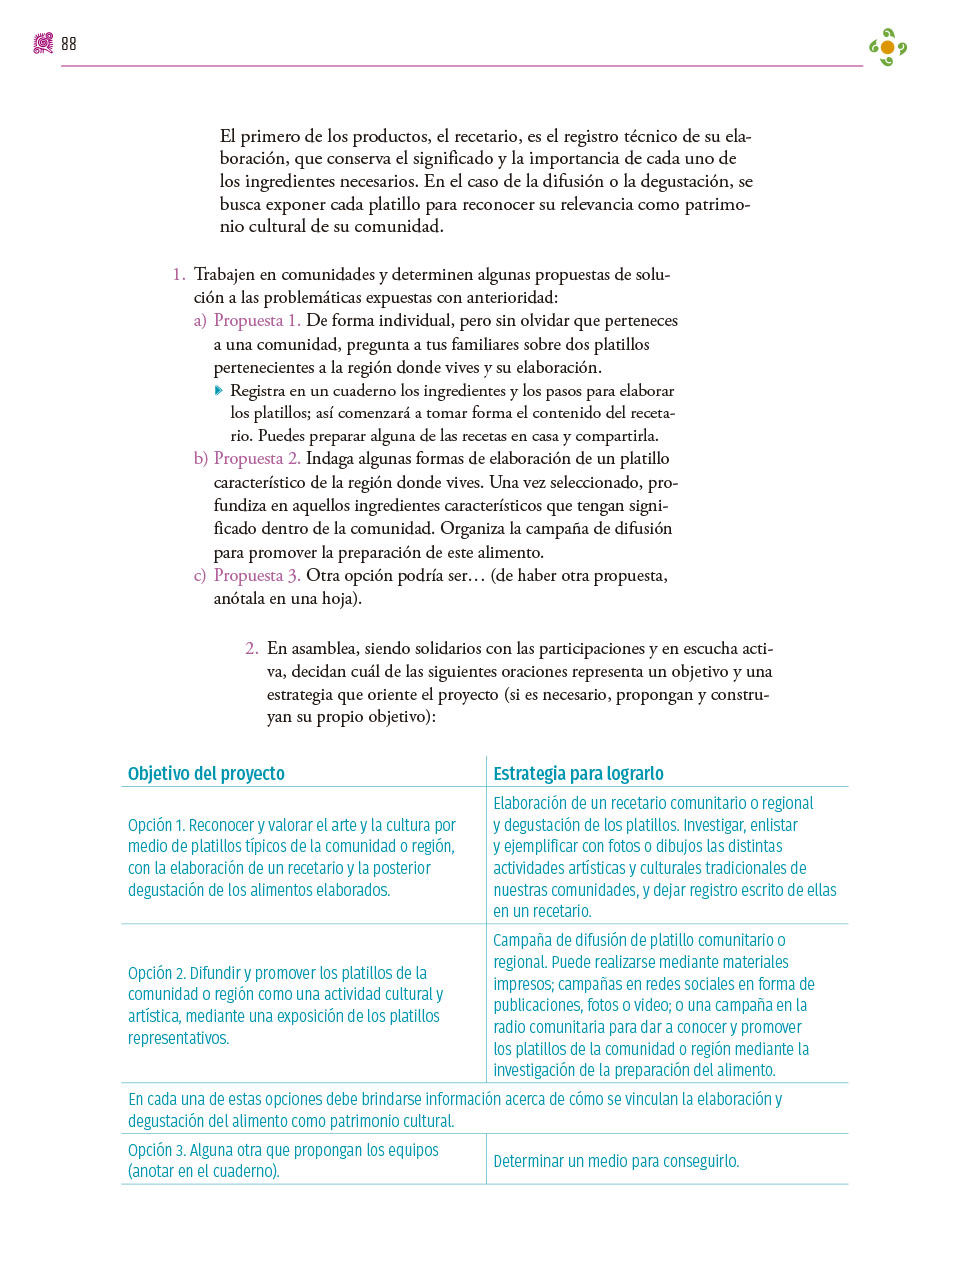 88
El primero de los productos, el recetario, es el registro técnico de su ela-
boración, que conserva el significado y la importancia de cada uno de
los ingredientes necesarios. En el caso de la difusión o la degustación, se
busca exponer cada platillo para reconocer su relevancia como patrimo-
nio cultural de su comunidad.
1. Trabajen en comunidades y determinen algunas propuestas de solu-
ción a las problemáticas expuestas con anterioridad:
a) Propuesta 1. De forma individual, pero sin olvidar que perteneces
a una comunidad, pregunta a tus familiares sobre dos platillos
pertenecientes a la región donde vives y su elaboración.
Registra en un cuaderno los ingredientes y los pasos para elaborar
los platillos; así comenzará a tomar forma el contenido del receta-
rio. Puedes preparar alguna de las recetas en casa y compartirla.
b) Propuesta 2. Indaga algunas formas de elaboración de un platillo
característico de la región donde vives. Una vez seleccionado, pro-
fundiza en aquellos ingredientes característicos que tengan signi-
ficado dentro de la comunidad. Organiza la campaña de difusión
para promover la preparación de este alimento.
c) Propuesta 3. Otra opción podría ser… (de haber otra propuesta,
anótala en una hoja).
2. En asamblea, siendo solidarios con las participaciones y en escucha acti-
va, decidan cuál de las siguientes oraciones representa un objetivo y una
estrategia que oriente el proyecto (si es necesario, propongan y constru-
yan su propio objetivo):
Objetivo del proyecto
Estrategia para lograrlo
Opción 1. Reconocer y valorar el arte y la cultura por
medio de platillos típicos de la comunidad o región,
con la elaboración de un recetario y la posterior
degustación de los alimentos elaborados.
Elaboración de un recetario comunitario o regional
y degustación de los platillos. Investigar, enlistar
y ejemplificar con fotos o dibujos las distintas
actividades artísticas y culturales tradicionales de
nuestras comunidades, y dejar registro escrito de ellas
en un recetario.
Opción 2. Difundir y promover los platillos de la
comunidad o región como una actividad cultural y
artística, mediante una exposición de los platillos
representativos.
Campaña de difusión de platillo comunitario o
regional. Puede realizarse mediante materiales
impresos; campañas en redes sociales en forma de
publicaciones, fotos o video; o una campaña en la
radio comunitaria para dar a conocer y promover
los platillos de la comunidad o región mediante la
investigación de la preparación del alimento.
En cada una de estas opciones debe brindarse información acerca de cómo se vinculan la elaboración y
degustación del alimento como patrimonio cultural.
Opción 3. Alguna otra que propongan los equipos
(anotar en el cuaderno).
Determinar un medio para conseguirlo.